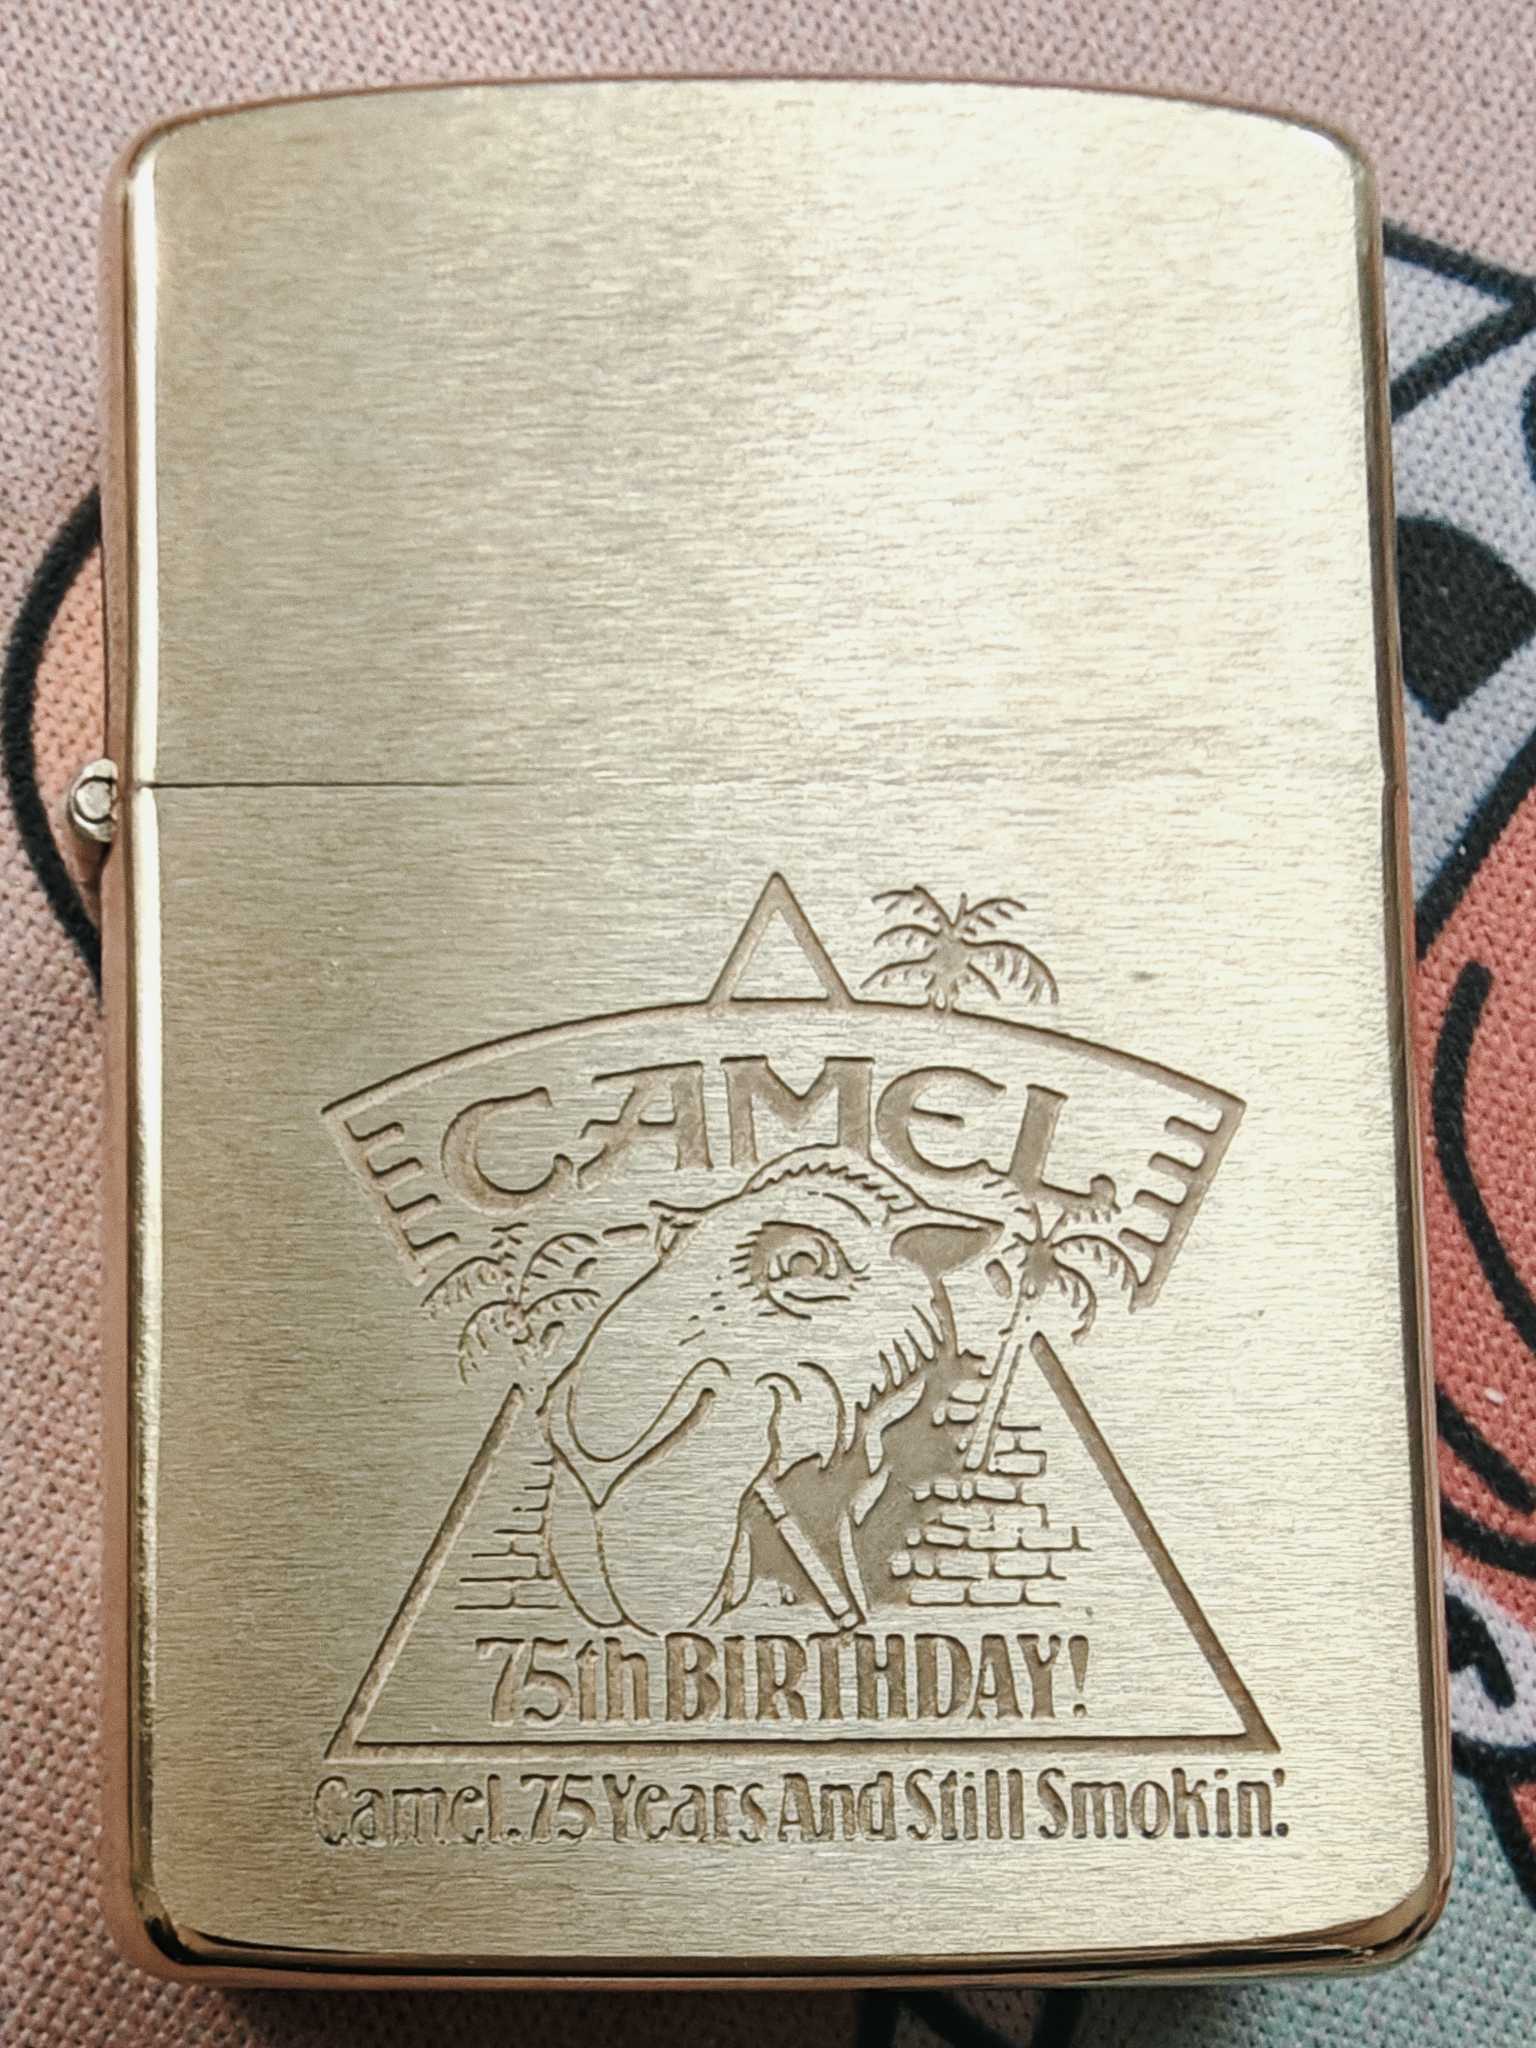 CAMEL
75th BIRTHDAY!
Camel. 75 Years And Still Smokin'.